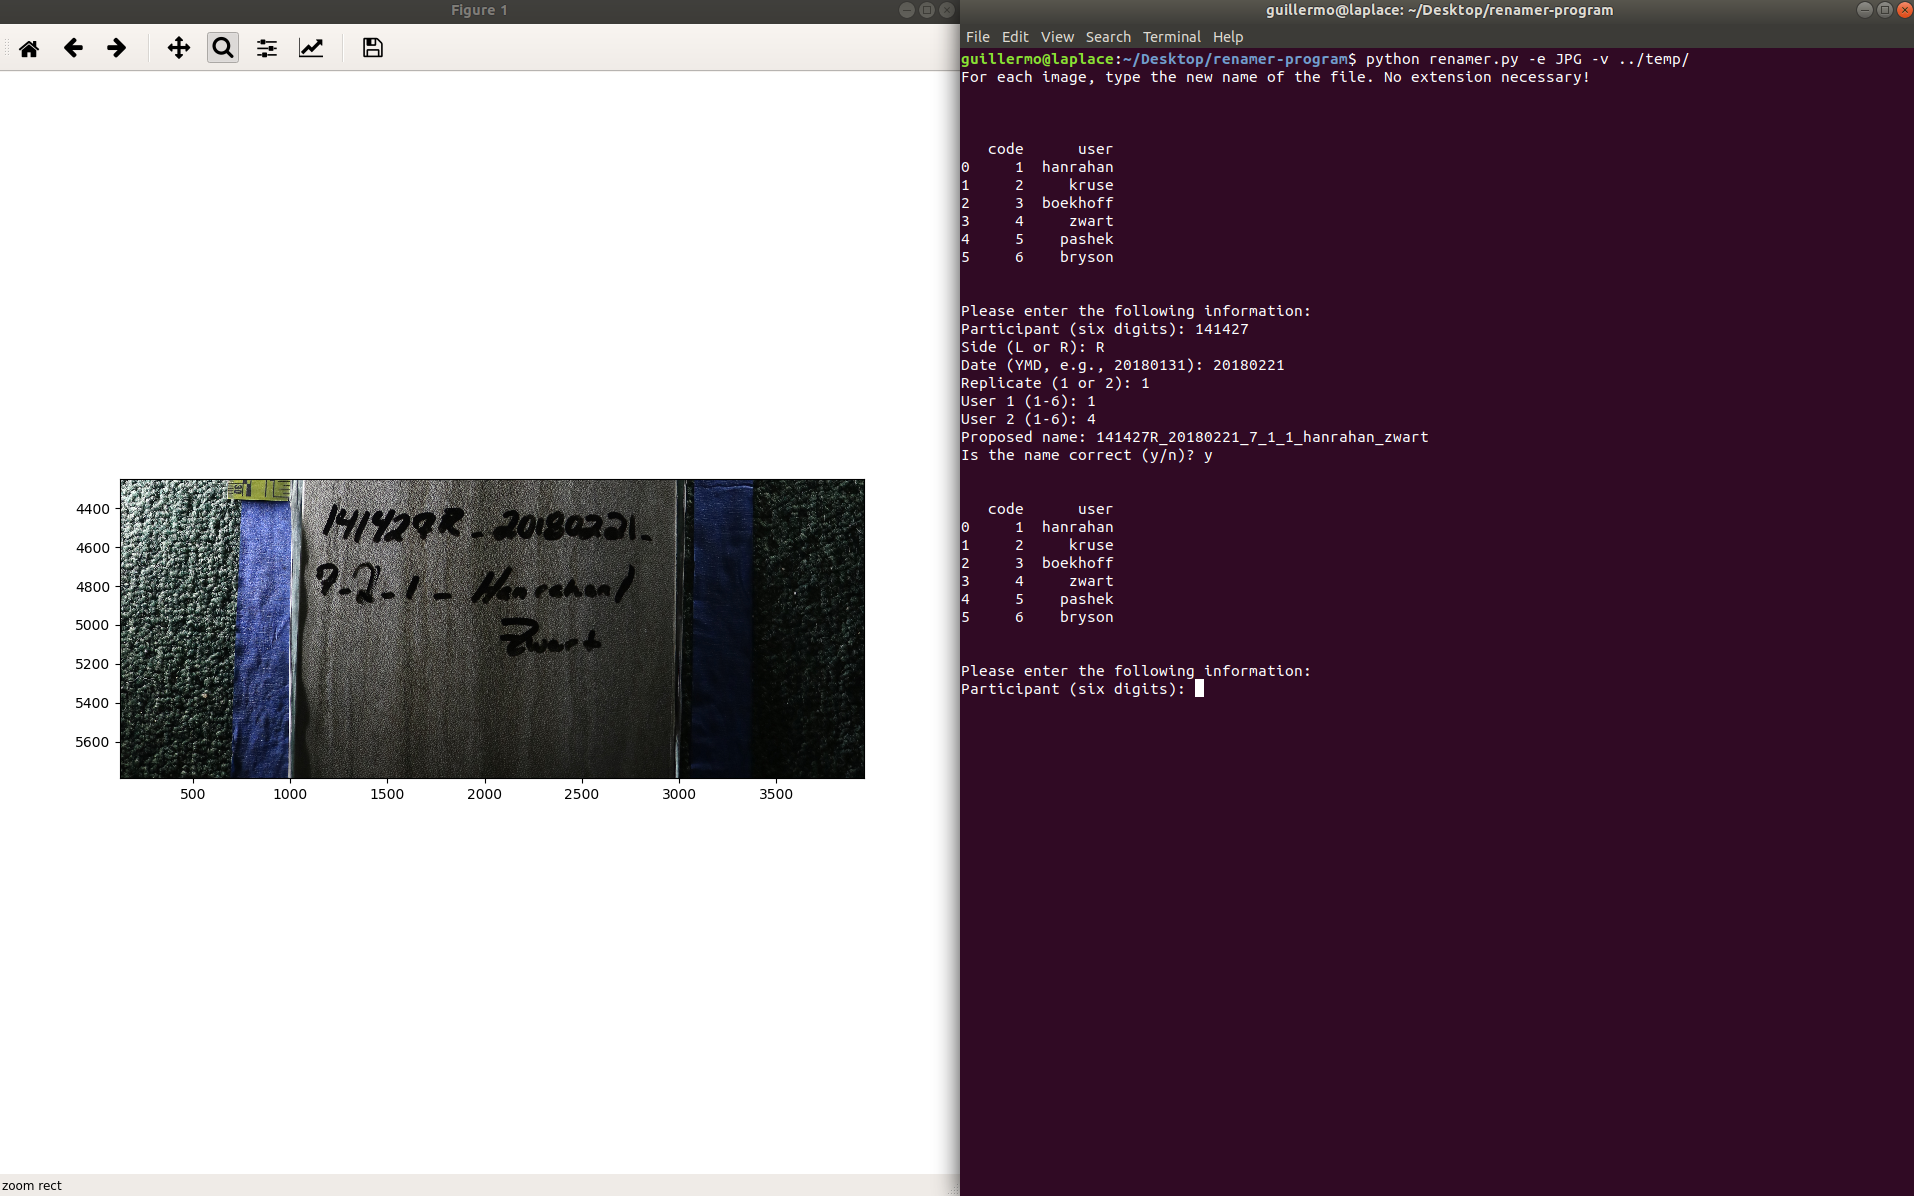 Figure 1
4400
4600
4800
5000
5200
5400
5600
141427R_20180221_
7_2_1_Hanrahan/
Zwart
500 1000 1500 2000 2500 3000 3500
zoom rect
guillermo@laplace: ~/Desktop/renamer-program
File Edit View Search Terminal Help
guillermo@laplace:~/Desktop/renamer-program$ python renamer.py -e JPG -v ../temp/
For each image, type the new name of the file. No extension necessary!
code user
0 1 hanrahan
1 2 kruse
2 3 boekhoff
3 4 zwart
4 5 pashek
5 6 bryson
Please enter the following information:
Participant (six digits): 141427
Side (L or R): R
Date (YMD, e.g., 20180131): 20180221
Replicate (1 or 2): 1
User 1 (1-6): 1
User 2 (1-6): 4
Proposed name: 141427R_20180221_7_1_1_hanrahan_zwart
Is the name correct (y/n)? y
code user
0 1 hanrahan
1 2 kruse
2 3 boekhoff
3 4 zwart
4 5 pashek
5 6 bryson
Please enter the following information:
Participant (six digits):